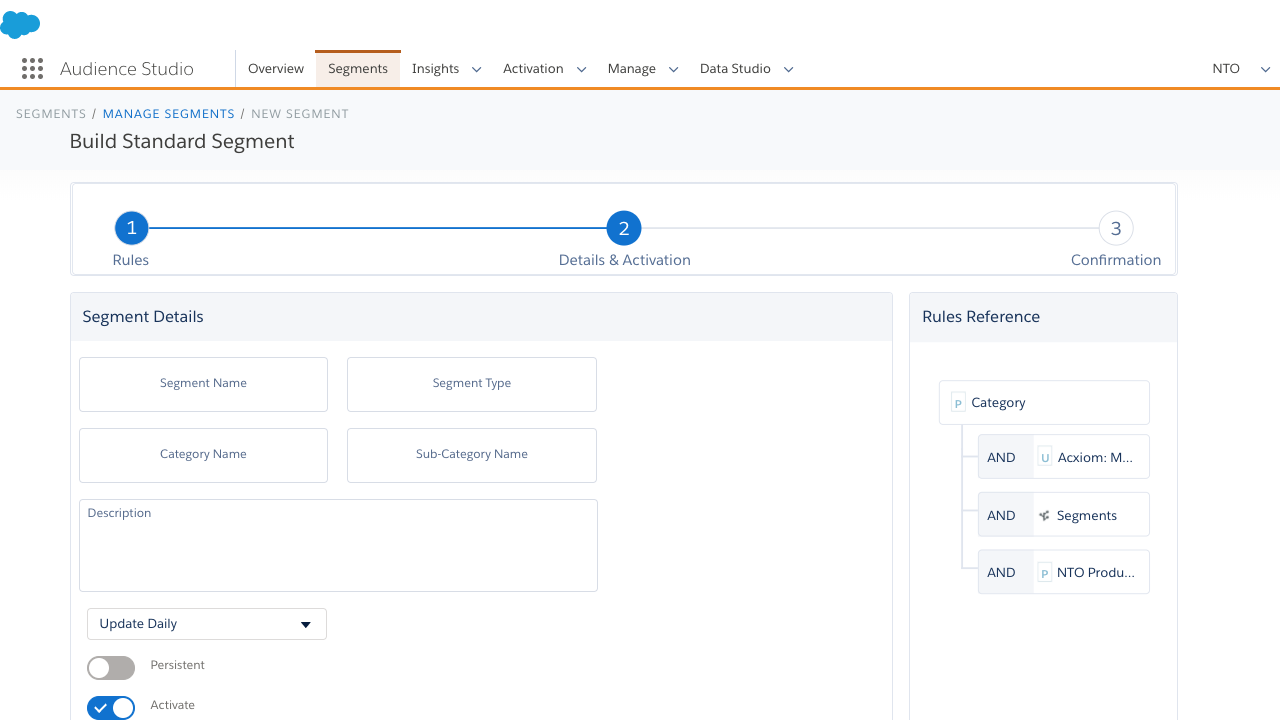 Audience Studio
Overview
Segments
Insights
Activation
Manage
Data Studio
NTO
SEGMENTS / MANAGE SEGMENTS / NEW SEGMENT
Build Standard Segment
1
2
3
Rules
Details & Activation
Confirmation
Segment Details
Segment Name
Segment Type
Category Name
Sub-Category Name
Description
Update Daily
Persistent
Activate
Rules Reference
P Category
AND U Acxiom: M...
AND Segments
AND P NTO Produ...